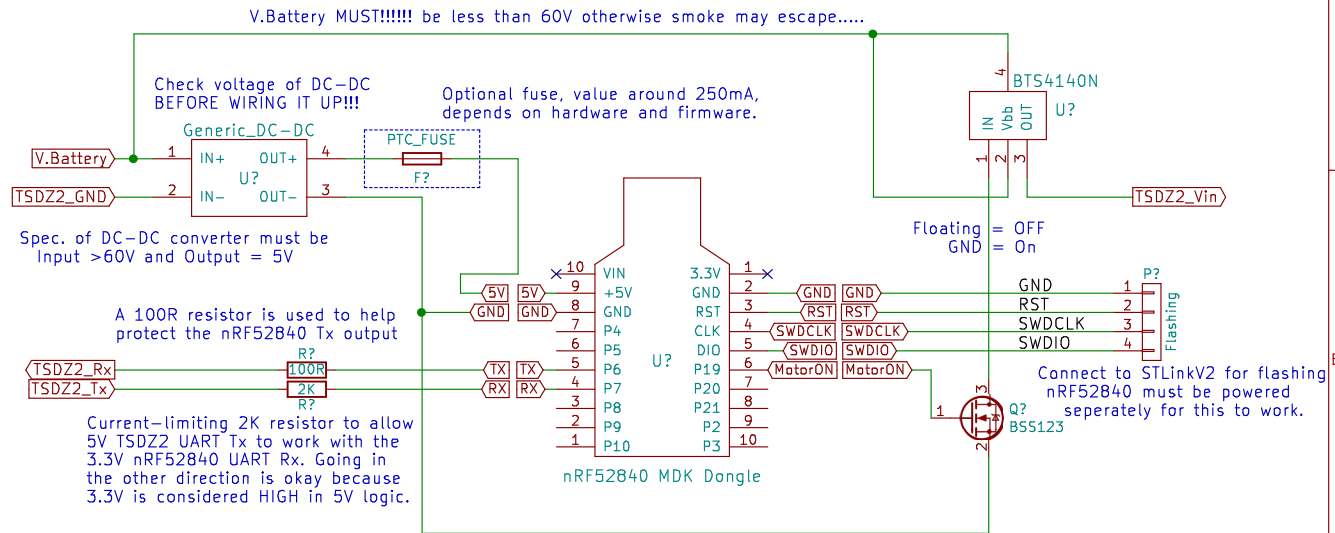 V.Battery MUST!!!!!! be less than 60V otherwise smoke may escape.....
Check voltage of DC-DC
BEFORE WIRING IT UP!!!
Optional fuse, value around 250mA,
depends on hardware and firmware.
4
BTS4140N
U?
IN
Vbb
OUT
1
2
3
Generic_DC-DC
V.Battery
1
IN+
OUT+
4
U?
TSDZ2_GND
2
IN-
OUT-
3
PTC_FUSE
F?
TSDZ2_Vin
Spec. of DC-DC converter must be
Input >60V and Output = 5V
Floating = OFF
GND = On
A 100R resistor is used to help
protect the nRF52840 Tx output
R?
TSDZ2_Rx
100R
TX
TX
TSDZ2_Tx
2K
RX
RX
R?
Current-limiting 2K resistor to allow
5V TSDZ2 UART Tx to work with the
3.3V nRF52840 UART Rx. Going in
the other direction is okay because
3.3V is considered HIGH in 5V logic.
5V
5V
GND
GND
10 VIN
9 +5V
8 GND
7 P4
6 P5
5 P6
4 P7
3 P8
2 P9
1 P10
U?
3.3V 1
GND 2
RST 3
CLK 4
DIO 5
P19 6
P20 7
P21 8
P2 9
P3 10
nRF52840 MDK Dongle
GND
GND
RST
RST
SWDCLK
SWDCLK
SWDIO
SWDIO
MotorON
MotorON
P?
GND 1
RST 2
SWDCLK 3
SWDIO 4
Flashing
Connect to STLinkV2 for flashing
nRF52840 must be powered
seperately for this to work.
3
1
Q?
BSS123
2